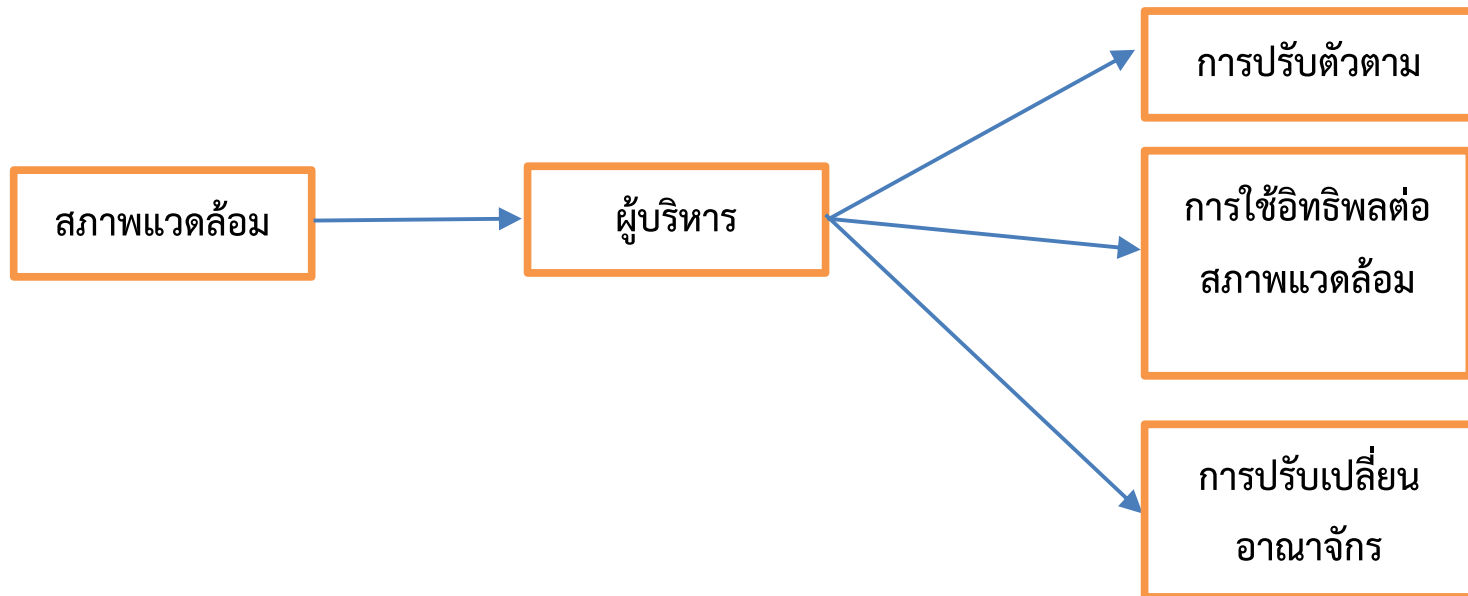 การปรับตัวตาม
สภาพแวดล้อม
ผู้บริหาร
การใช้อิทธิพลต่อ
สภาพแวดล้อม
การปรับเปลี่ยน
อาณาจักร